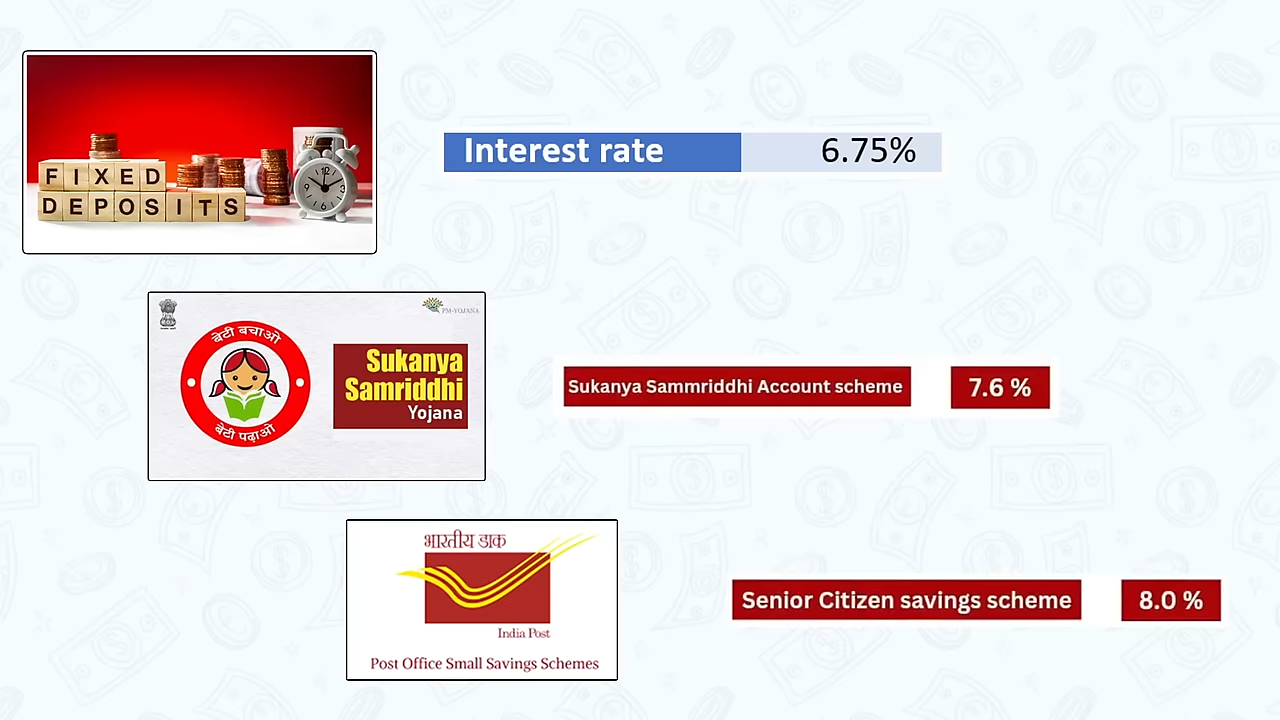 FIXED
DEPOSITS
Interest rate 6.75%
PM-YOJANA
बेटी बचाओ
बेटी पढ़ाओ
Sukanya
Samriddhi
Yojana
Sukanya Sammriddhi Account scheme 7.6 %
भारतीय डाक
India Post
Post Office Small Savings Schemes
Senior Citizen savings scheme 8.0 %